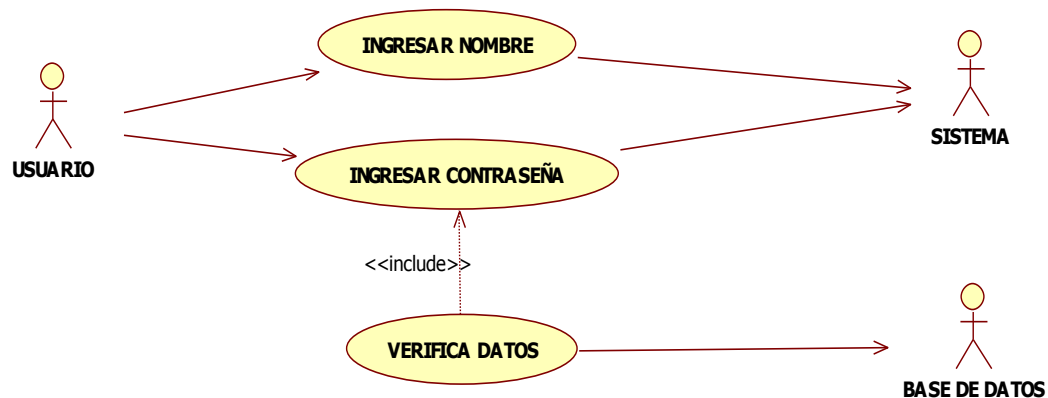 INGRESAR NOMBRE
USUARIO
SISTEMA
INGRESAR CONTRASEÑA
<<include>>
VERIFICA DATOS
BASE DE DATOS